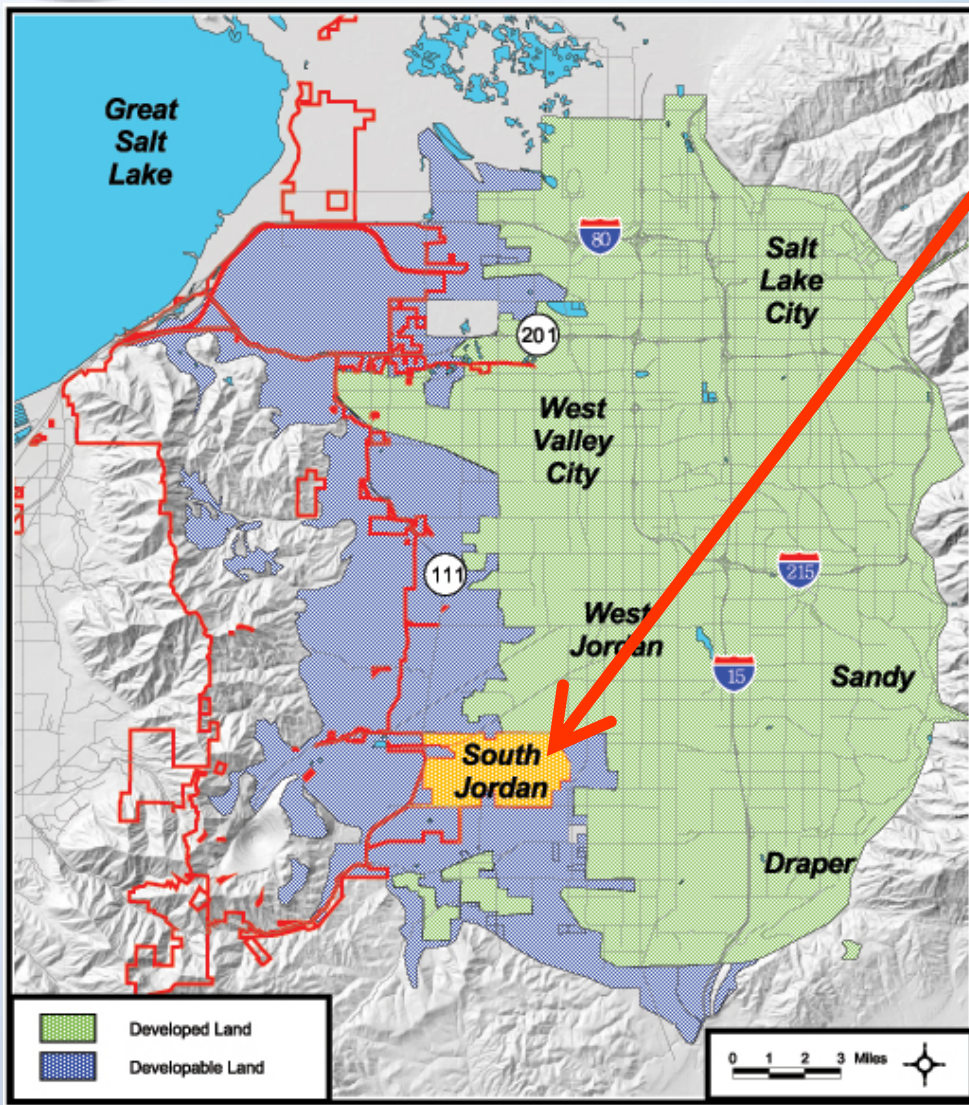 Great
Salt
Lake
80
Salt
Lake
City
201
West
Valley
City
111
215
West
Jordan
15
Sandy
South
Jordan
Draper
Developed Land
Developable Land
0 1 2 3 Miles